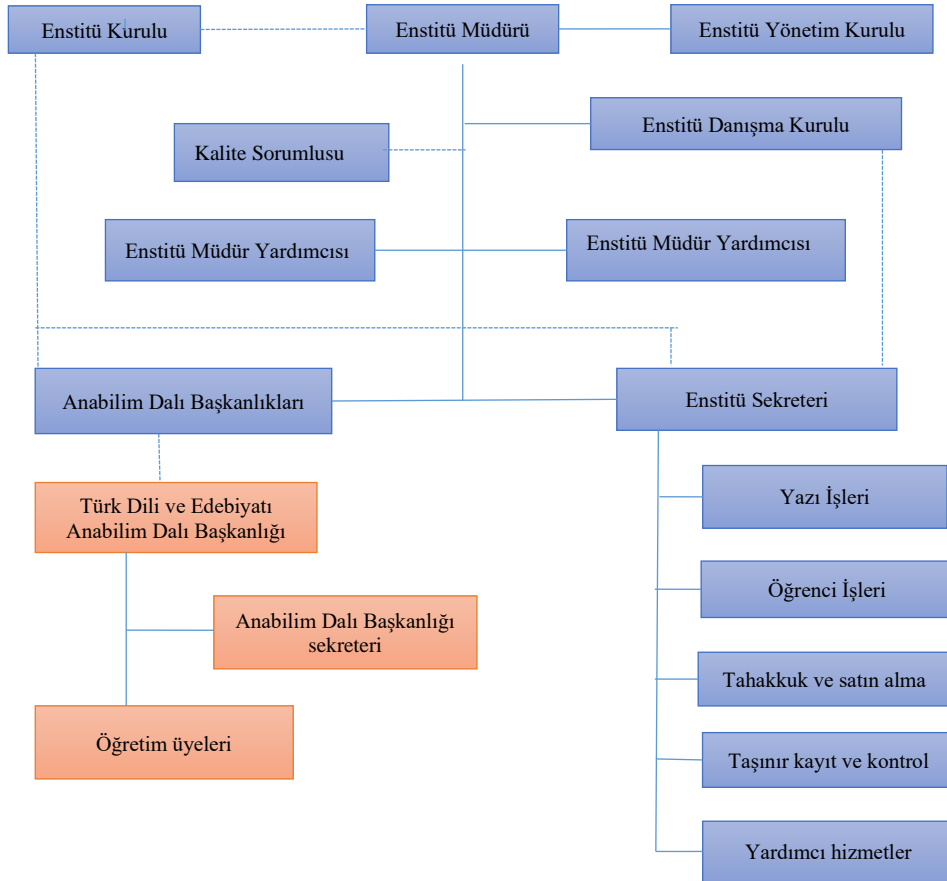 Enstitü Kurulu
Enstitü Müdürü
Enstitü Yönetim Kurulu
Enstitü Danışma Kurulu
Kalite Sorumlusu
Enstitü Müdür Yardımcısı
Enstitü Müdür Yardımcısı
Anabilim Dalı Başkanlıkları
Enstitü Sekreteri
Türk Dili ve Edebiyatı
Anabilim Dalı Başkanlığı
Anabilim Dalı Başkanlığı
sekreteri
Öğretim üyeleri
Yazı İşleri
Öğrenci İşleri
Tahakkuk ve satın alma
Taşınır kayıt ve kontrol
Yardımcı hizmetler